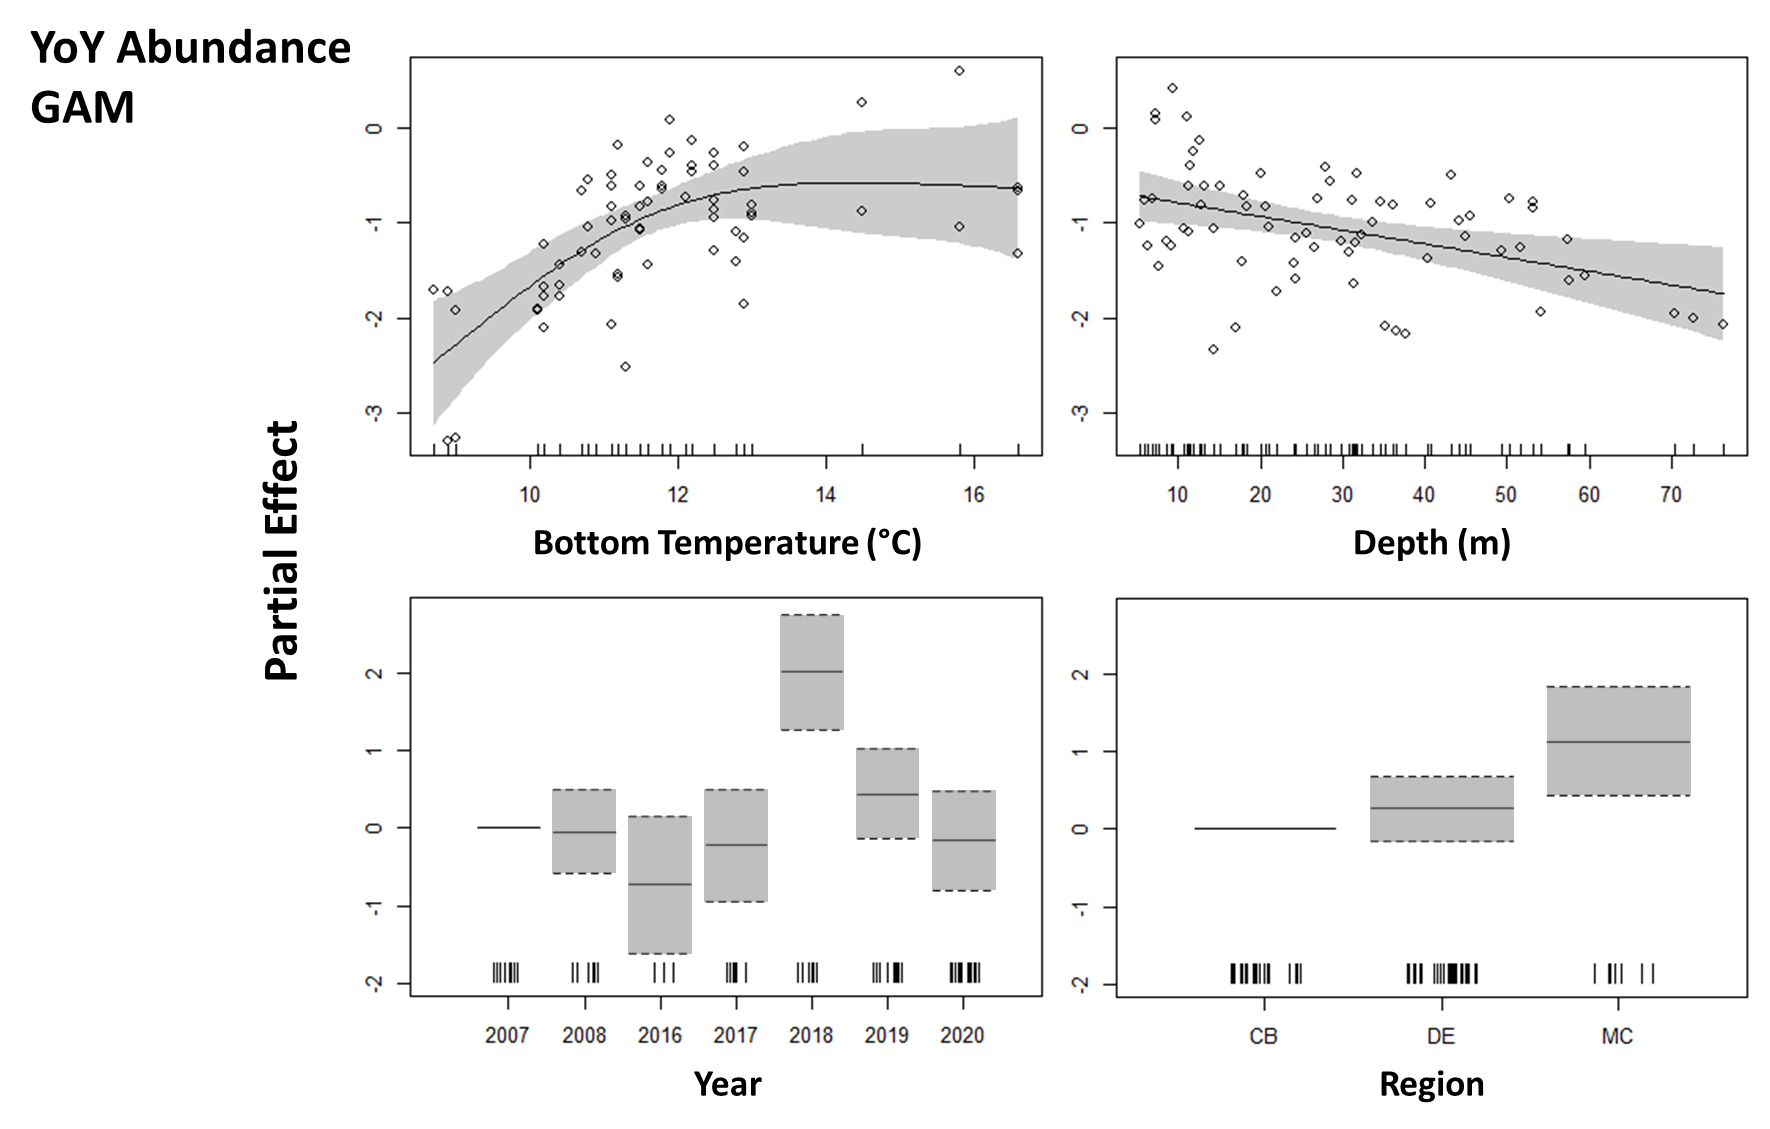 YoY Abundance
GAM
Partial Effect
0
-1
-2
-3
10 12 14 16
Bottom Temperature (°C)
0
-1
-2
-3
10 20 30 40 50 60 70
Depth (m)
2
1
0
-1
-2
2007 2008 2016 2017 2018 2019 2020
Year
2
1
0
-1
-2
CB DE MC
Region